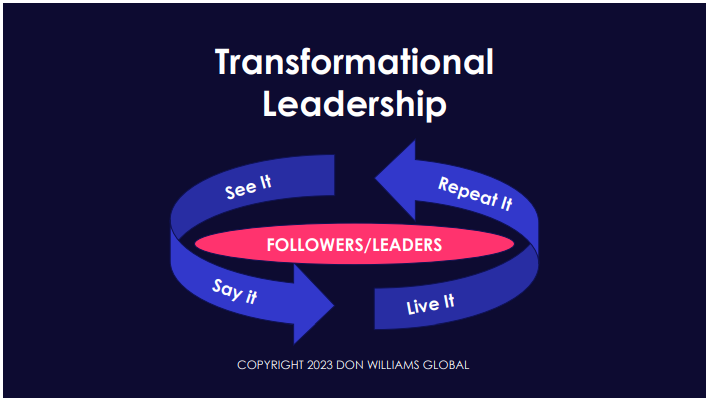 Transformational
Leadership
See It
Repeat It
FOLLOWERS/LEADERS
Say it
Live It
COPYRIGHT 2023 DON WILLIAMS GLOBAL